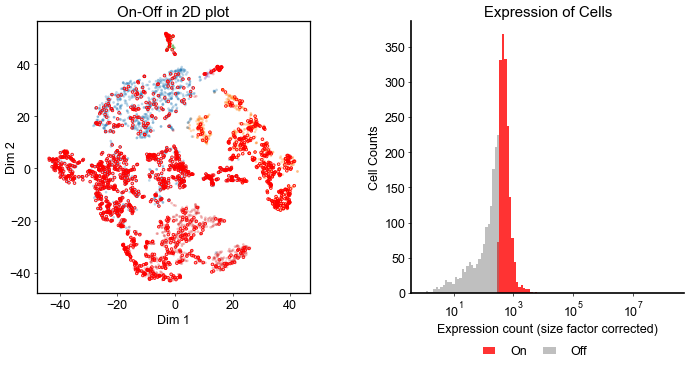 On-Off in 2D plot
Dim 2
40
20
0
−20
−40
−40 −20 0 20 40
Dim 1
Expression of Cells
Cell Counts
350
300
250
200
150
100
50
0
10^1 10^3 10^5 10^7
Expression count (size factor corrected)
On Off